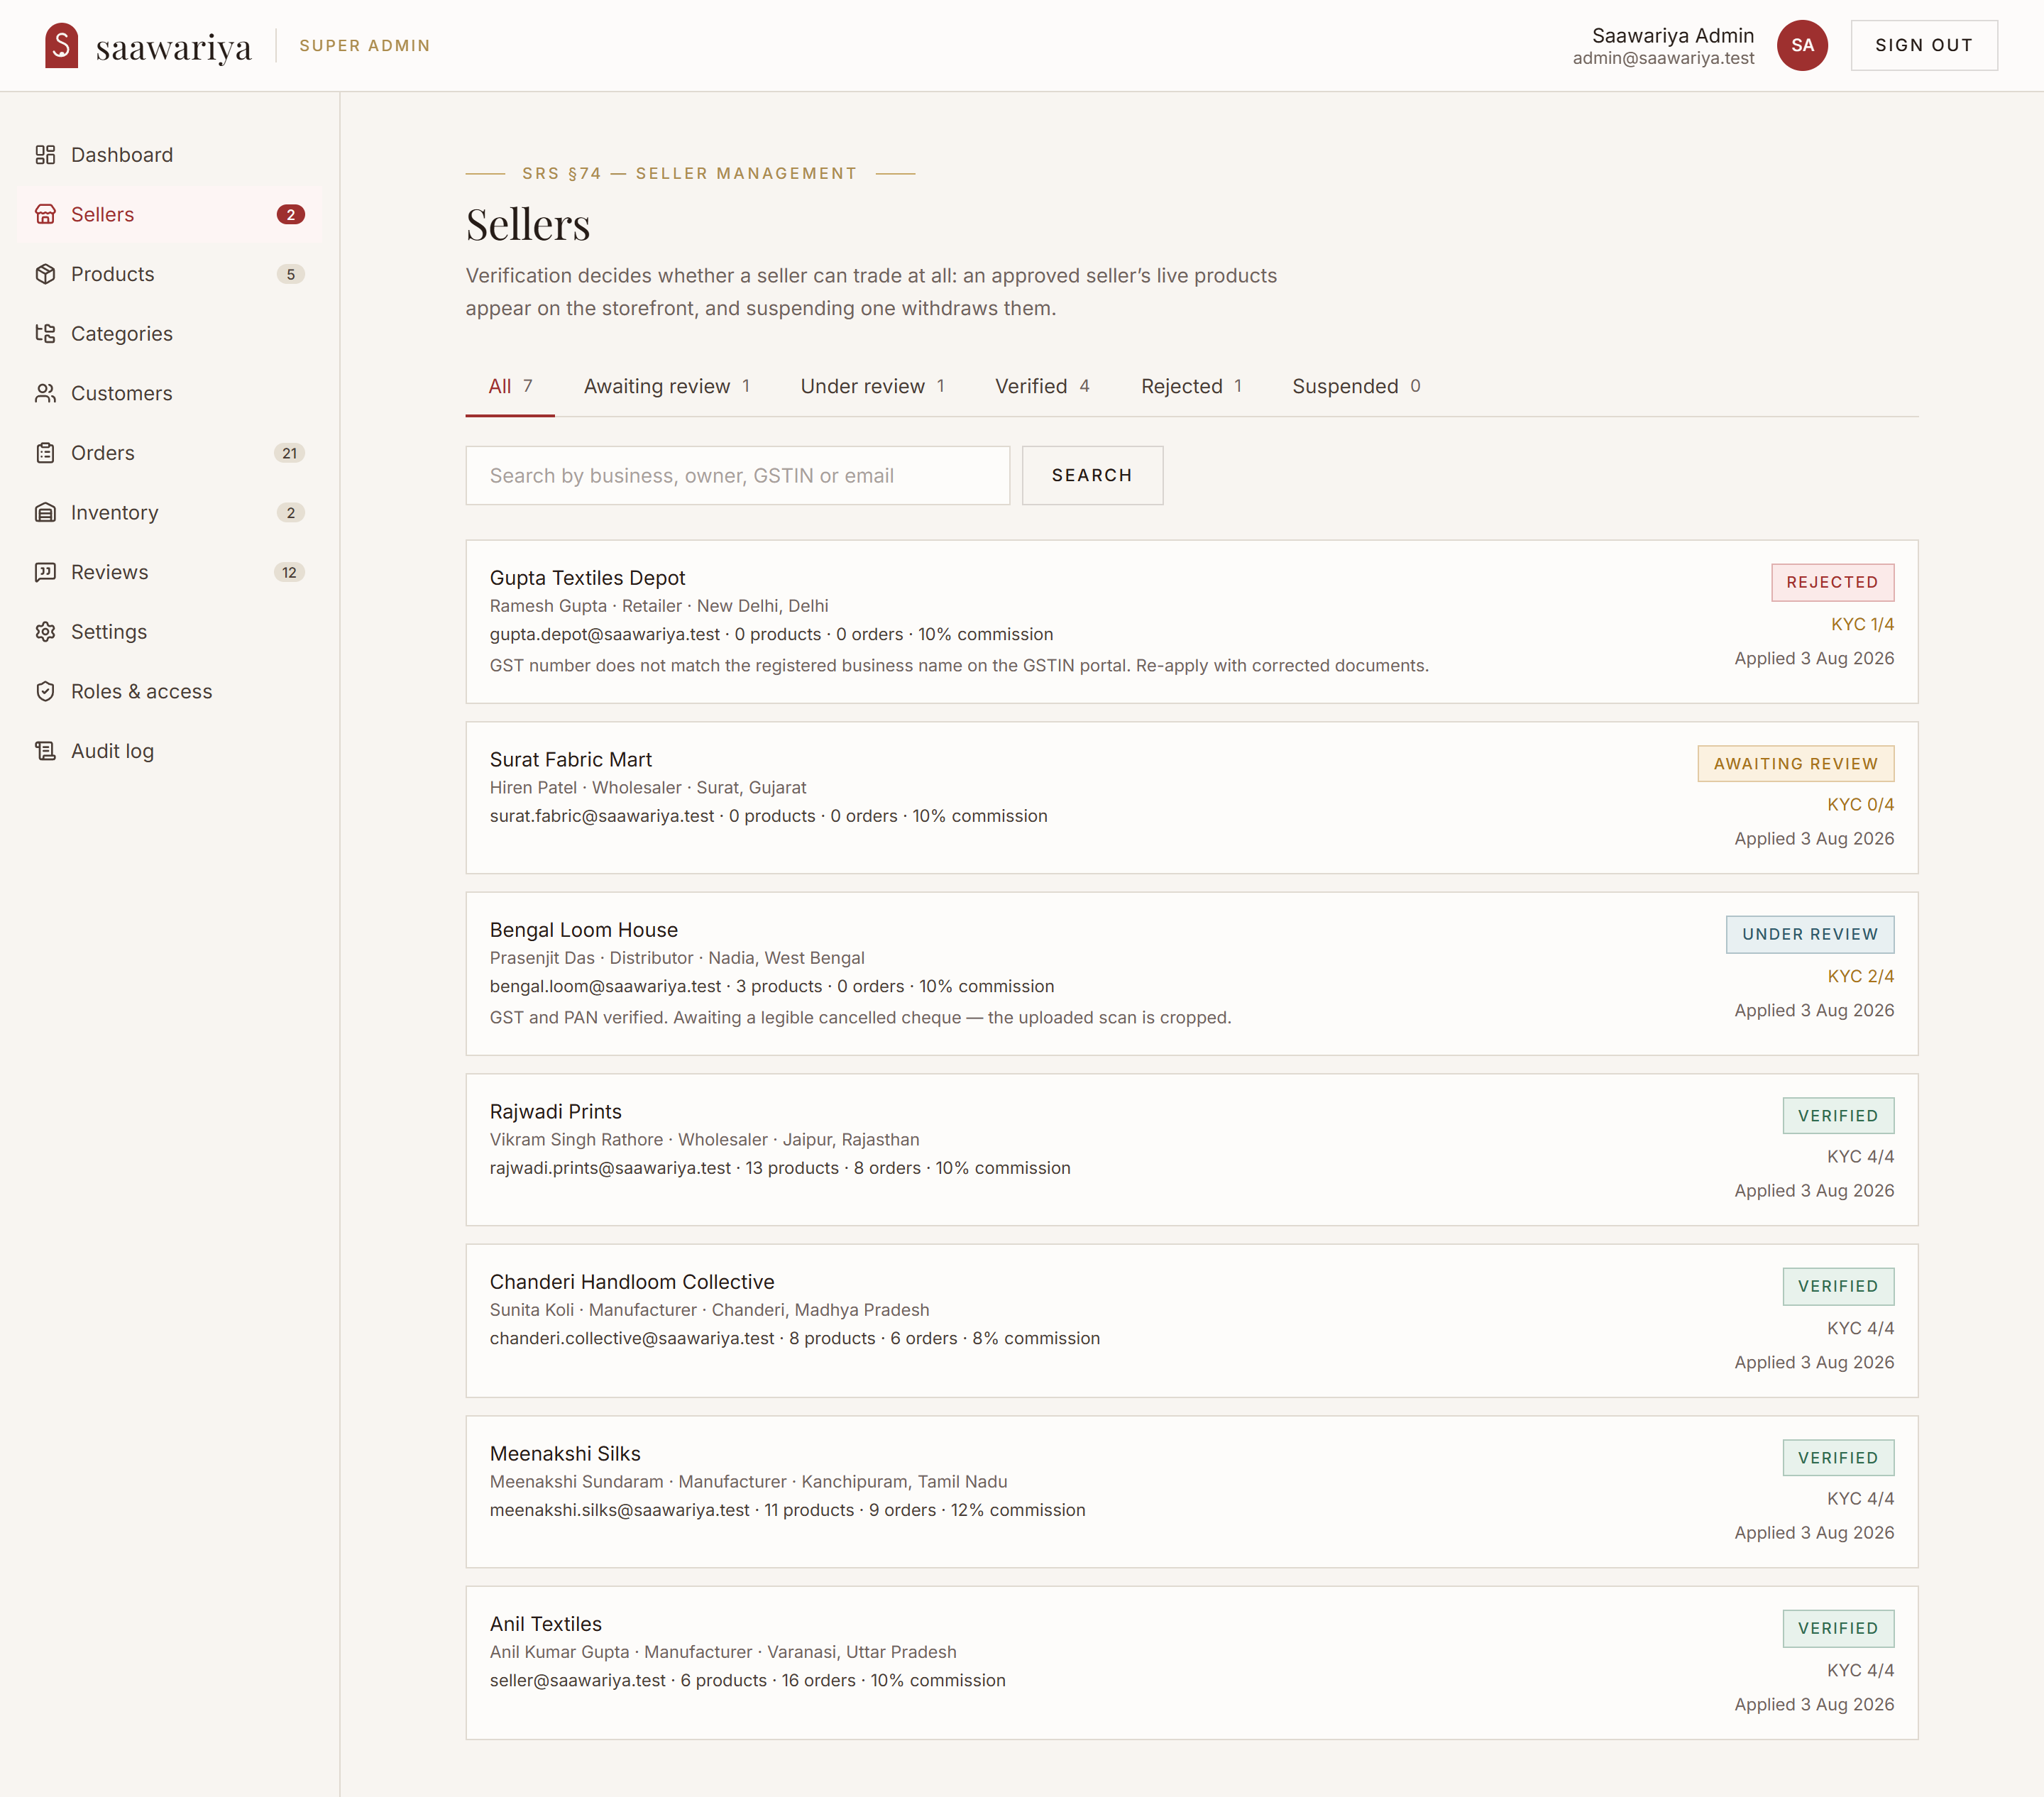 saawariya
SUPER ADMIN
Saawariya Admin
admin@saawariya.test
SA
SIGN OUT
Dashboard
Sellers 2
Products 5
Categories
Customers
Orders 21
Inventory 2
Reviews 12
Settings
Roles & access
Audit log
SRS §74 — SELLER MANAGEMENT
Sellers
Verification decides whether a seller can trade at all: an approved seller’s live products
appear on the storefront, and suspending one withdraws them.
All 7 Awaiting review 1 Under review 1 Verified 4 Rejected 1 Suspended 0
Search by business, owner, GSTIN or email
SEARCH
Gupta Textiles Depot
Ramesh Gupta · Retailer · New Delhi, Delhi
gupta.depot@saawariya.test · 0 products · 0 orders · 10% commission
GST number does not match the registered business name on the GSTIN portal. Re-apply with corrected documents.
REJECTED
KYC 1/4
Applied 3 Aug 2026
Surat Fabric Mart
Hiren Patel · Wholesaler · Surat, Gujarat
surat.fabric@saawariya.test · 0 products · 0 orders · 10% commission
AWAITING REVIEW
KYC 0/4
Applied 3 Aug 2026
Bengal Loom House
Prasenjit Das · Distributor · Nadia, West Bengal
bengal.loom@saawariya.test · 3 products · 0 orders · 10% commission
GST and PAN verified. Awaiting a legible cancelled cheque — the uploaded scan is cropped.
UNDER REVIEW
KYC 2/4
Applied 3 Aug 2026
Rajwadi Prints
Vikram Singh Rathore · Wholesaler · Jaipur, Rajasthan
rajwadi.prints@saawariya.test · 13 products · 8 orders · 10% commission
VERIFIED
KYC 4/4
Applied 3 Aug 2026
Chanderi Handloom Collective
Sunita Koli · Manufacturer · Chanderi, Madhya Pradesh
chanderi.collective@saawariya.test · 8 products · 6 orders · 8% commission
VERIFIED
KYC 4/4
Applied 3 Aug 2026
Meenakshi Silks
Meenakshi Sundaram · Manufacturer · Kanchipuram, Tamil Nadu
meenakshi.silks@saawariya.test · 11 products · 9 orders · 12% commission
VERIFIED
KYC 4/4
Applied 3 Aug 2026
Anil Textiles
Anil Kumar Gupta · Manufacturer · Varanasi, Uttar Pradesh
seller@saawariya.test · 6 products · 16 orders · 10% commission
VERIFIED
KYC 4/4
Applied 3 Aug 2026